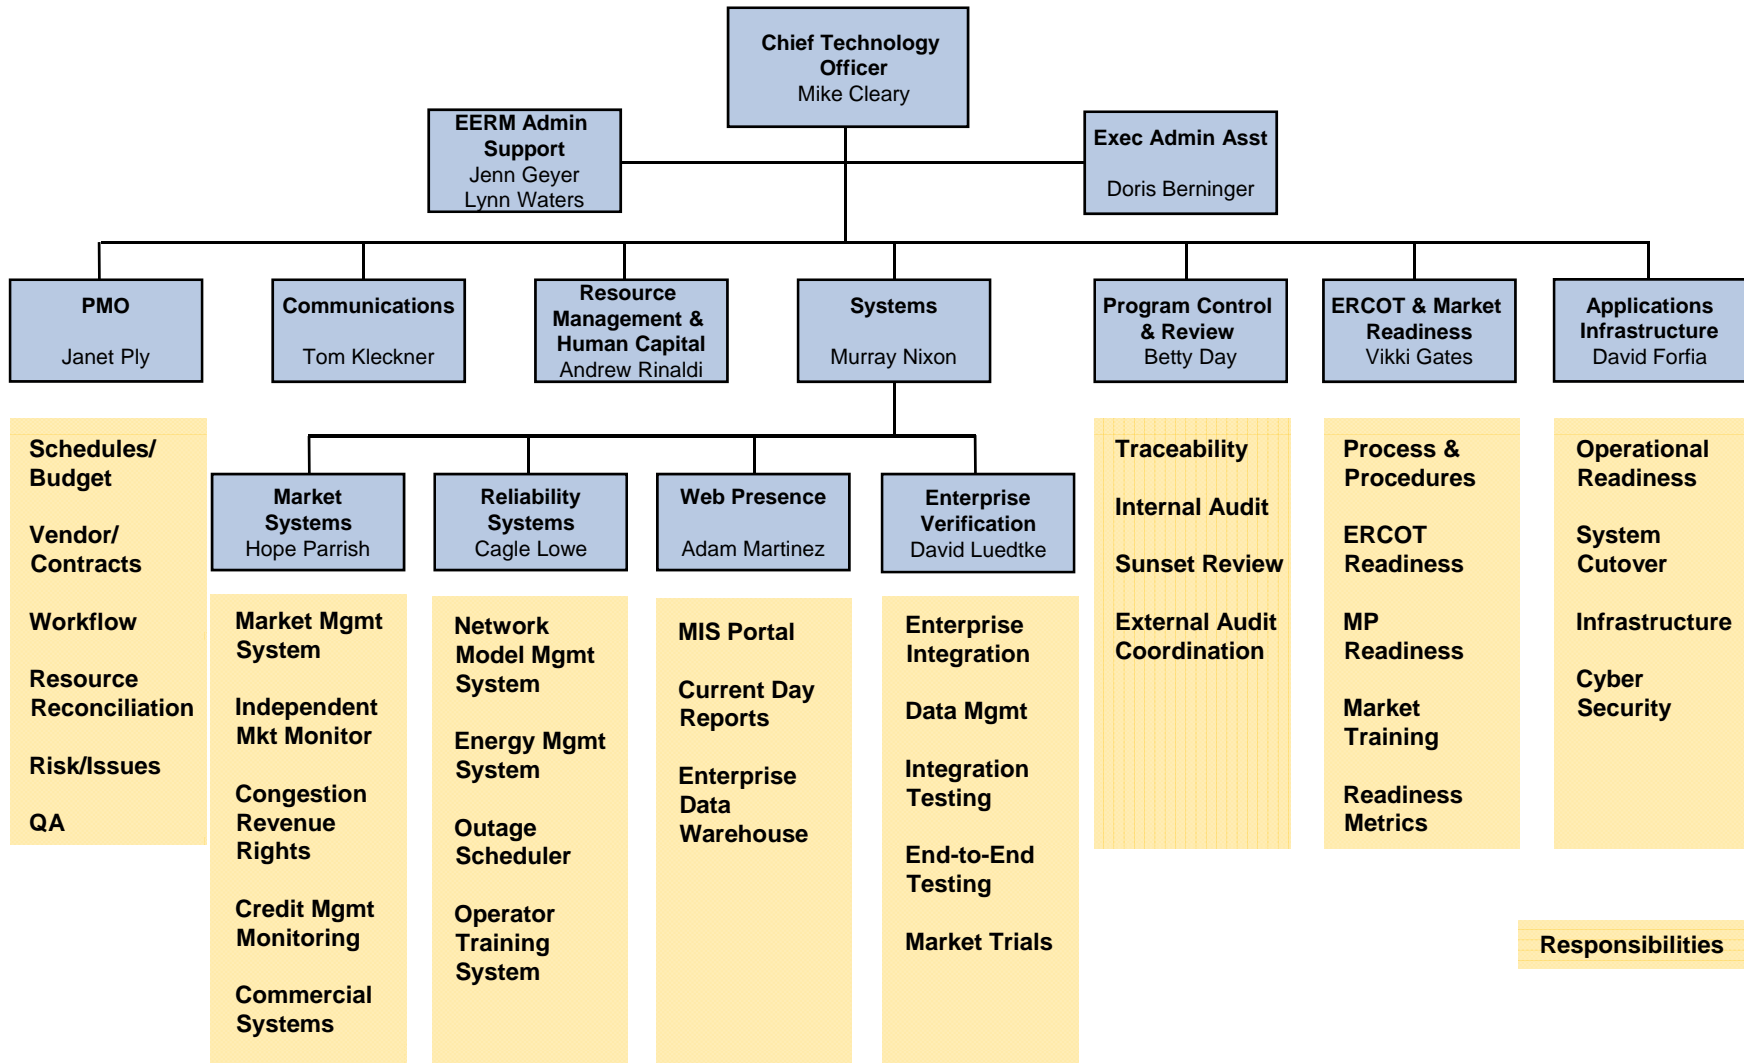 Chief Technology
Officer
Mike Cleary
EERM Admin
Support
Jenn Geyer
Lynn Waters
Exec Admin Asst
Doris Berninger
PMO
Janet Ply
Communications
Tom Kleckner
Resource
Management &
Human Capital
Andrew Rinaldi
Systems
Murray Nixon
Program Control
& Review
Betty Day
ERCOT & Market
Readiness
Vikki Gates
Applications
Infrastructure
David Forfia
Schedules/
Budget
Vendor/
Contracts
Workflow
Resource
Reconciliation
Risk/Issues
QA
Market
Systems
Hope Parrish
Market Mgmt
System
Independent
Mkt Monitor
Congestion
Revenue
Rights
Credit Mgmt
Monitoring
Commercial
Systems
Reliability
Systems
Cagle Lowe
Network
Model Mgmt
System
Energy Mgmt
System
Outage
Scheduler
Operator
Training
System
Web Presence
Adam Martinez
MIS Portal
Current Day
Reports
Enterprise
Data
Warehouse
Enterprise
Verification
David Luedtke
Enterprise
Integration
Data Mgmt
Integration
Testing
End-to-End
Testing
Market Trials
Traceability
Internal Audit
Sunset Review
External Audit
Coordination
Process &
Procedures
ERCOT
Readiness
MP
Readiness
Market
Training
Readiness
Metrics
Operational
Readiness
System
Cutover
Infrastructure
Cyber
Security
Responsibilities